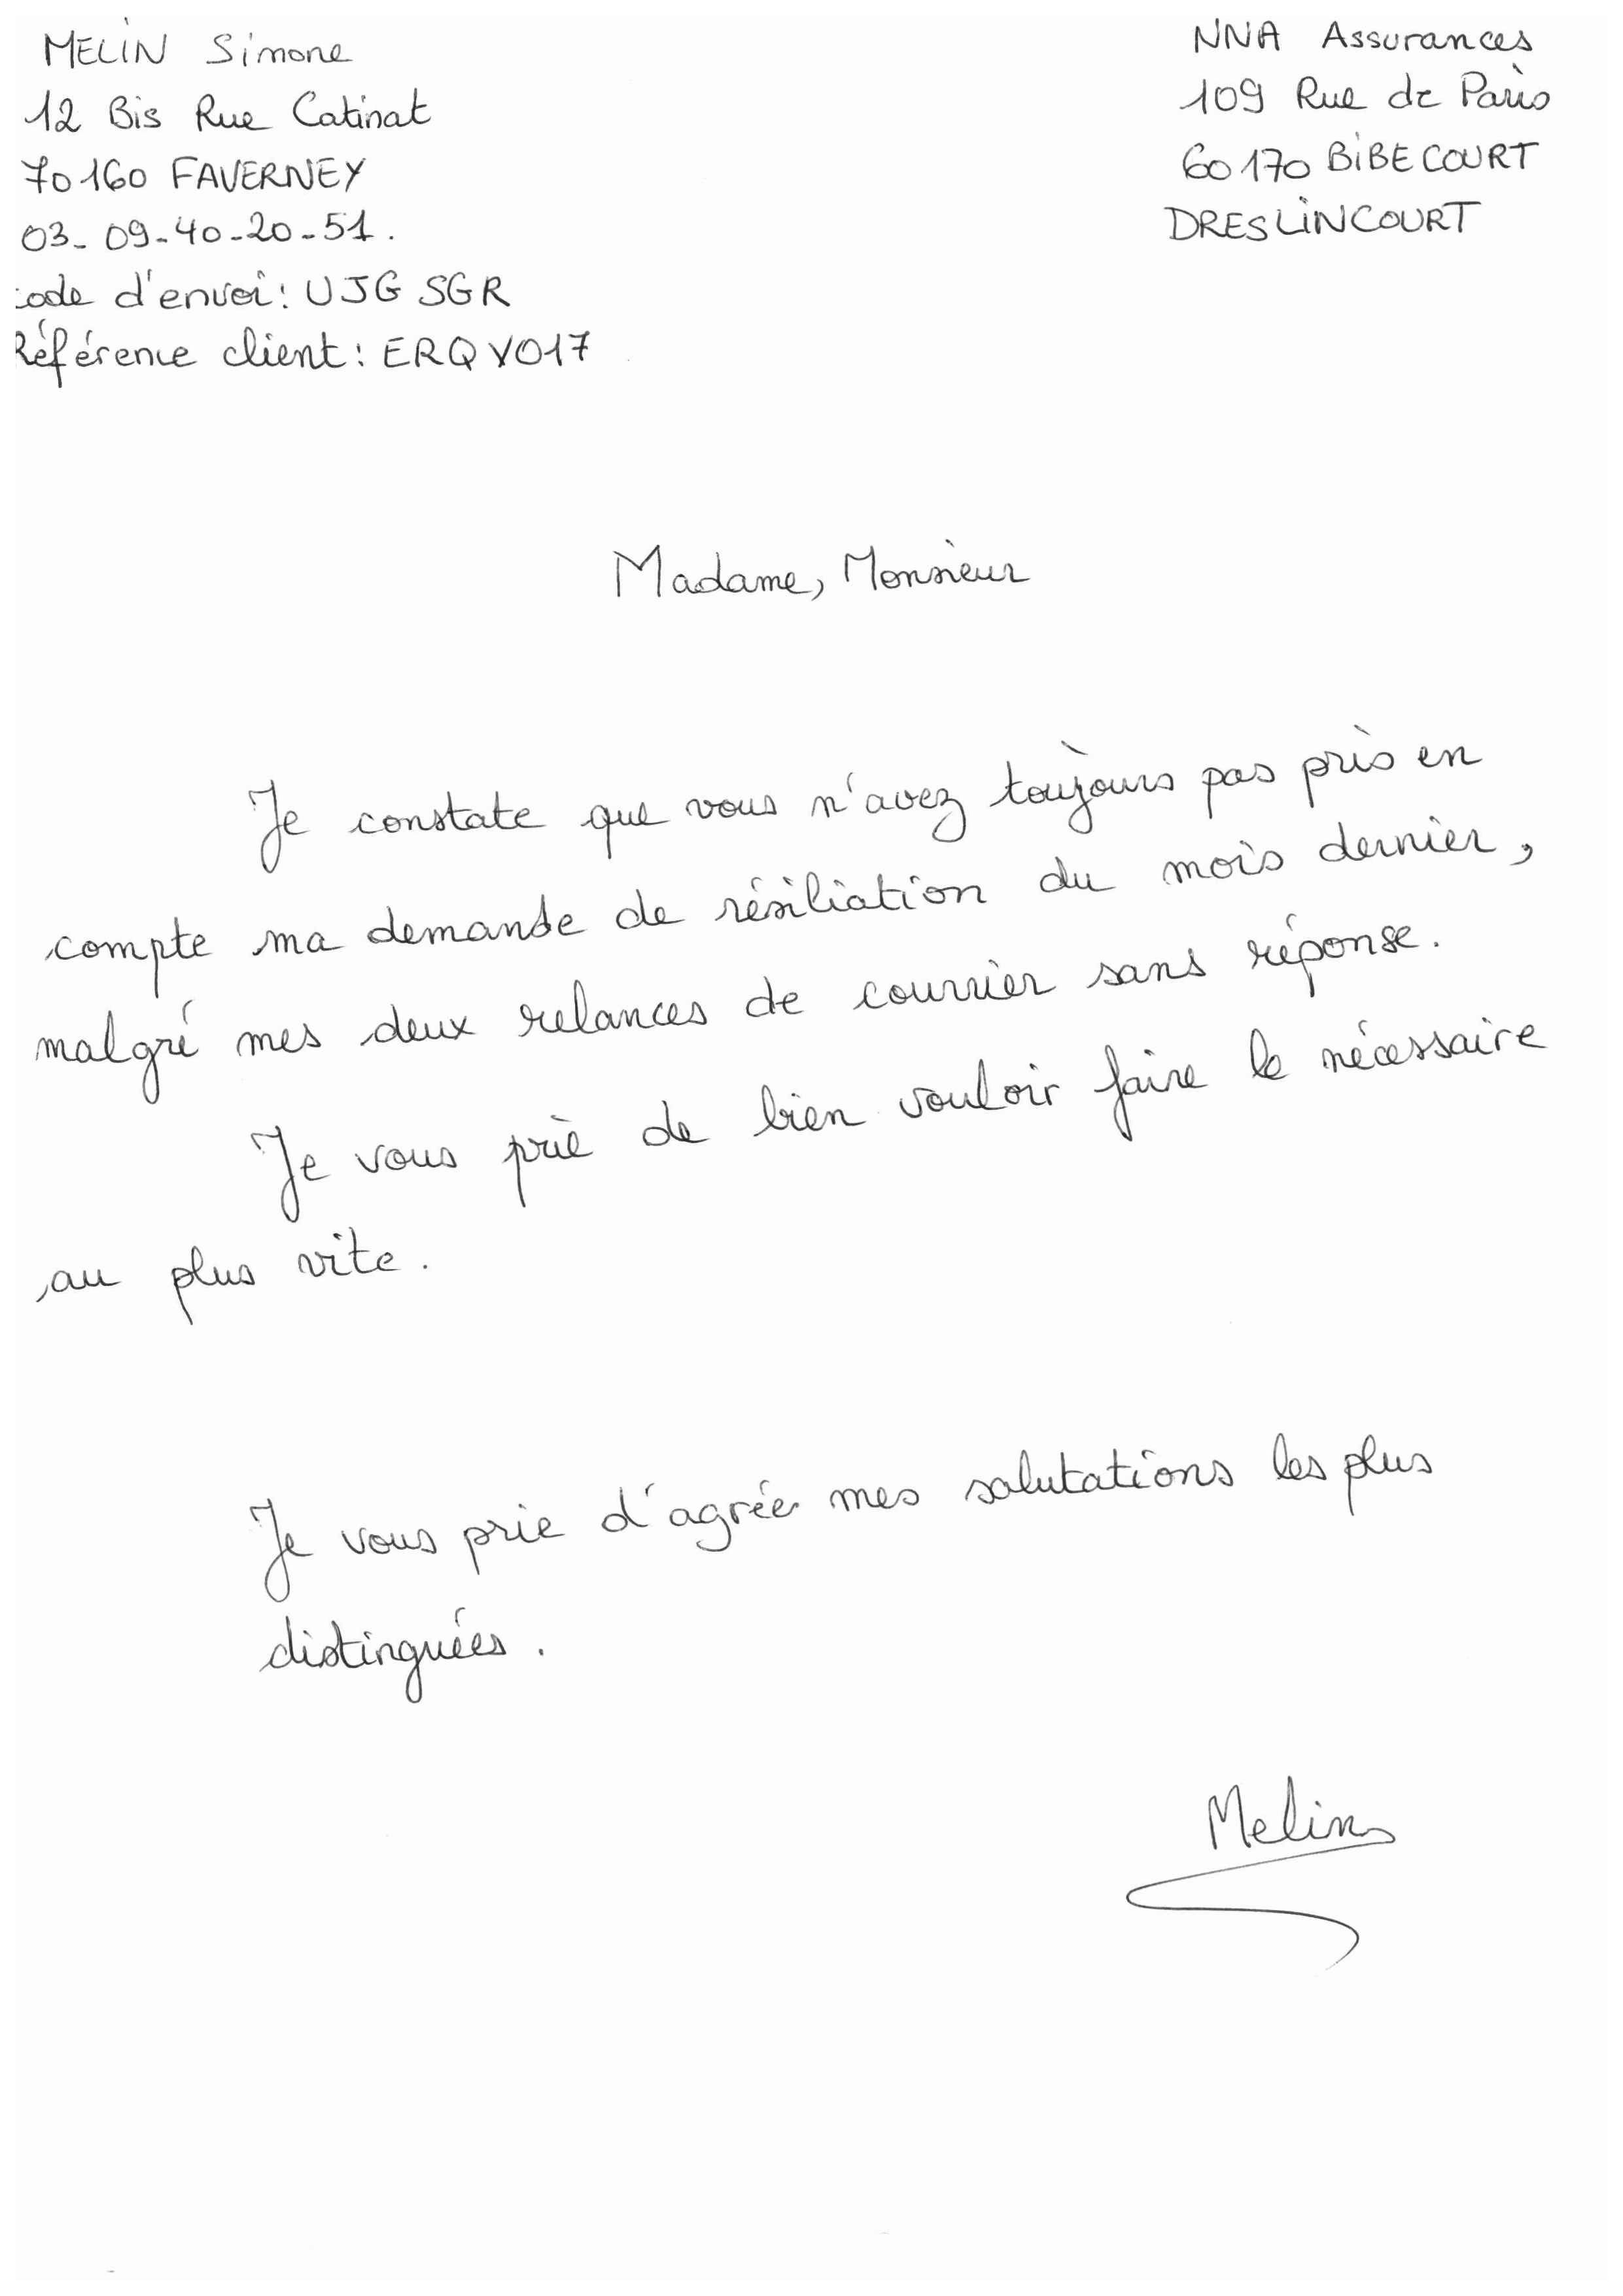 MELIN Simone
12 Bis Rue Catinat
70160 FAVERNEY
03-09-40-20-51.
code d'envoi: UJG SGR
Référence client: ERQVO17
NNA Assurances
109 Rue de Paris
60170 BIBECOURT
DRESLINCOURT
Madame, Monsieur
Je constate que vous n'avez toujours pas pris en
compte ma demande de résiliation du mois dernier,
malgré mes deux relances de courrier sans réponse.
Je vous prie de bien vouloir faire le nécessaire
au plus vite.
Je vous prie d'agrée mes salutations les plus
distinguées.
Melin